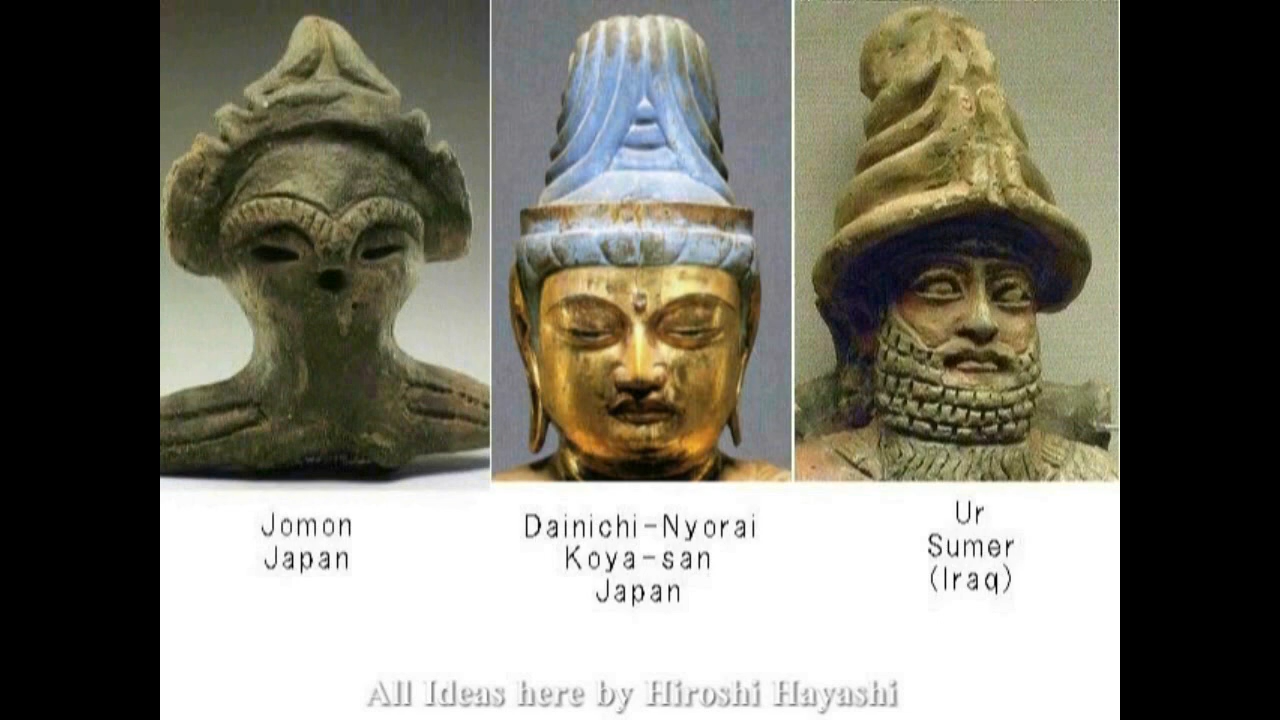 Jomon
Japan
Dainichi-Nyorai
Koya-san
Japan
Ur
Sumer
(Iraq)
All Ideas here by Hiroshi Hayashi